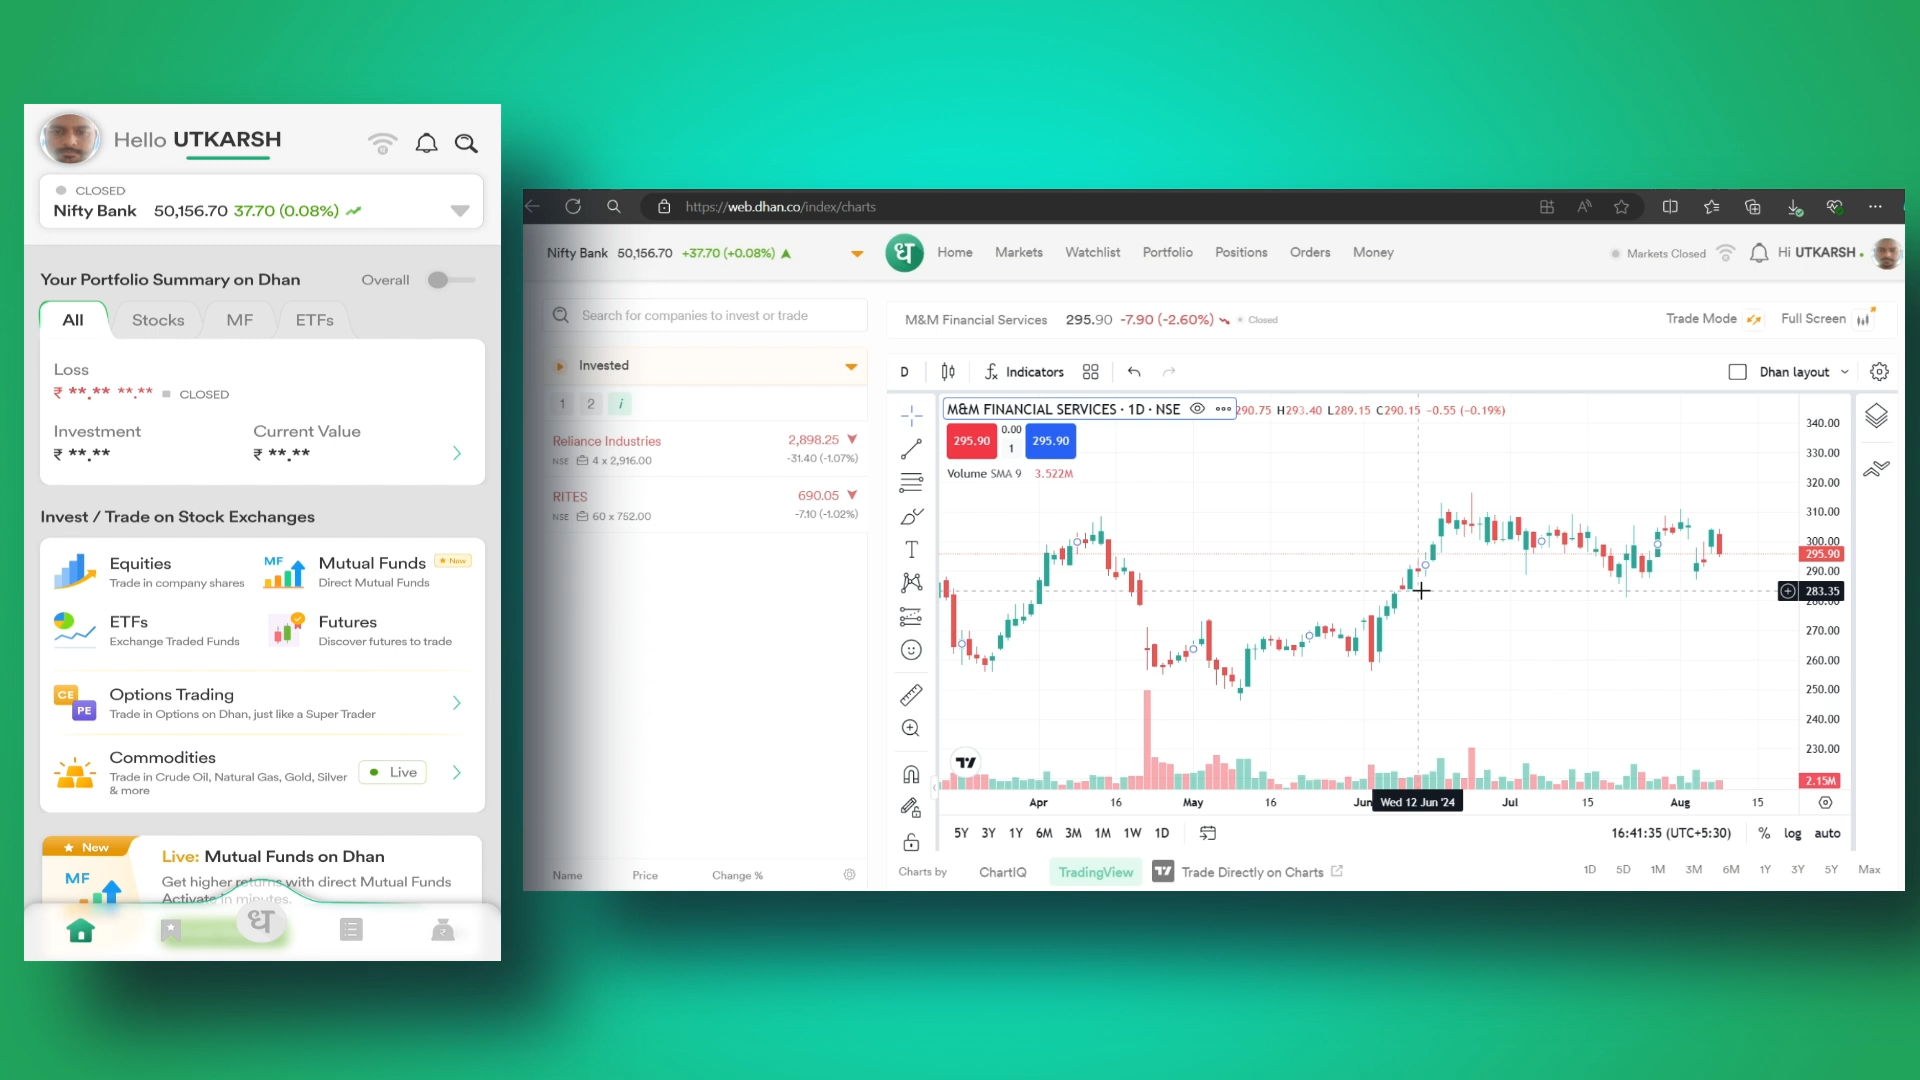 Hello UTKARSH
CLOSED
Nifty Bank 50,156.70 37.70 (0.08%)
Your Portfolio Summary on Dhan Overall
All Stocks MF ETFs
Loss
₹ **.** **.** CLOSED
Investment Current Value
₹ **.** ₹ **.**
Invest / Trade on Stock Exchanges
Equities
Trade in company shares
MF
Mutual Funds New
Direct Mutual Funds
ETFs
Exchange Traded Funds
Futures
Discover futures to trade
CE
PE
Options Trading
Trade in Options on Dhan, just like a Super Trader
Commodities
Trade in Crude Oil, Natural Gas, Gold, Silver
& more
Live
New
MF
Live: Mutual Funds on Dhan
Get higher returns with direct Mutual Funds
Activate in minutes.
ध
https://web.dhan.co/index/charts
Nifty Bank 50,156.70 +37.70 (+0.08%)
ध
Home Markets Watchlist Portfolio Positions Orders Money
Markets Closed
Hi UTKARSH
Search for companies to invest or trade
Invested
1 2 i
Reliance Industries 2,898.25
NSE 4 x 2,916.00 -31.40 (-1.07%)
RITES 690.05
NSE 60 x 752.00 -7.10 (-1.02%)
Name Price Change %
M&M Financial Services 295.90 -7.90 (-2.60%) Closed
Trade Mode Full Screen
D Indicators Dhan layout
M&M FINANCIAL SERVICES · 1D · NSE 290.75 H293.40 L289.15 C290.15 -0.55 (-0.19%)
295.90 0.00 1 295.90
Volume SMA 9 3.522M
340.00
330.00
320.00
310.00
300.00
295.90
290.00
283.35
280.00
270.00
260.00
250.00
240.00
230.00
2.15M
Apr 16 May 16 Jun Wed 12 Jun '24 Jul 15 Aug 15
5Y 3Y 1Y 6M 3M 1M 1W 1D
16:41:35 (UTC+5:30) % log auto
Charts by ChartIQ TradingView Trade Directly on Charts
1D 5D 1M 3M 6M 1Y 3Y 5Y Max